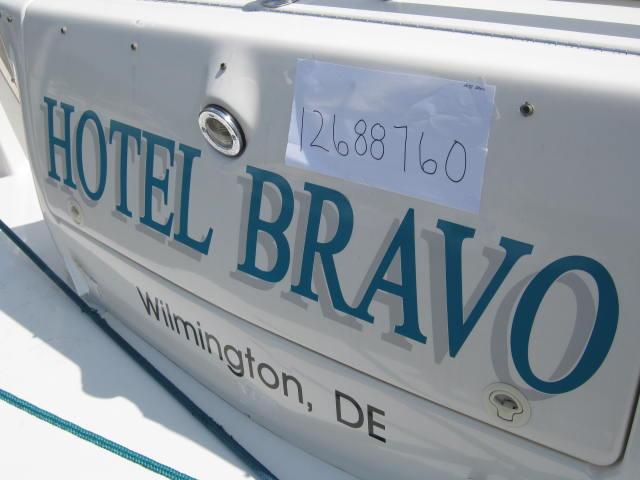 12688760
HOTEL BRAVO
Wilmington, DE